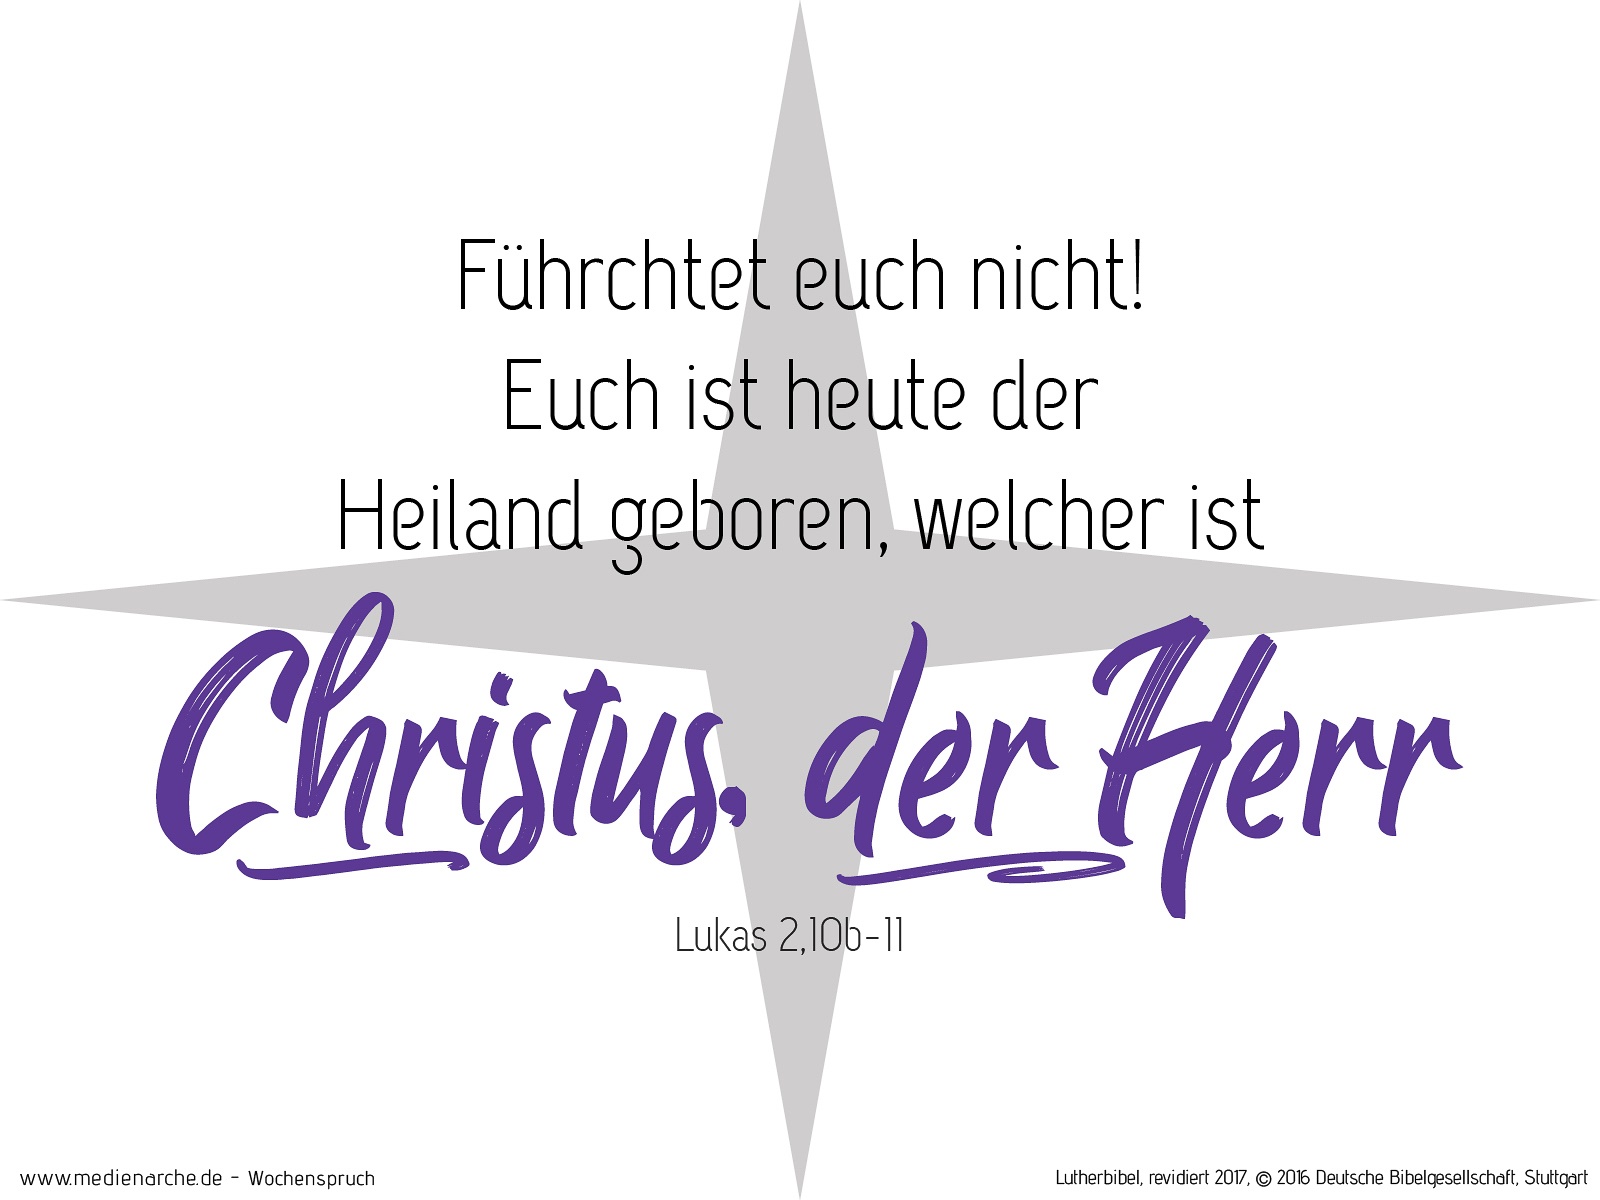 Führchtet euch nicht!
Euch ist heute der
Heiland geboren, welcher ist
Christus, der Herr
Lukas 2,10b-11
www.medienarche.de - Wochenspruch
Lutherbibel, revidiert 2017, © 2016 Deutsche Bibelgesellschaft, Stuttgart